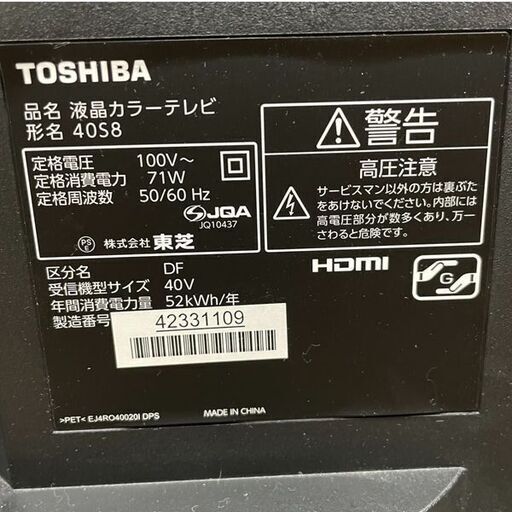 TOSHIBA
品名 液晶カラーテレビ
形名 40S8
定格電圧 100V～
定格消費電力 71W
定格周波数 50/60 Hz
JQA
JQ10437
PS
E
株式会社 東芝
区分名 DF
受信機型サイズ 40V
年間消費電力量 52kWh/年
製造番号
42331109
>PET< EJ4RO40020I DPS
MADE IN CHINA
警告
高圧注意
サービスマン以外の方は裏ぶた
をあけないでください。内部には
高電圧部分が数多くあり、万一
さわると危険です。
HDMI
G